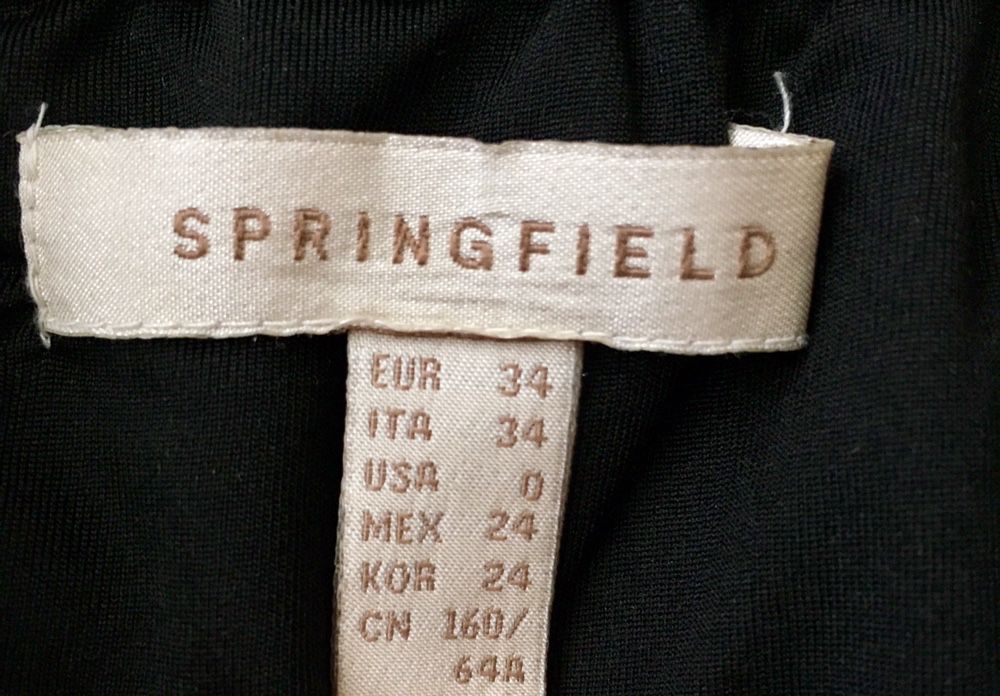 SPRINGFIELD
EUR 34
ITA 34
USA 0
MEX 24
KOR 24
CN 160/
64A